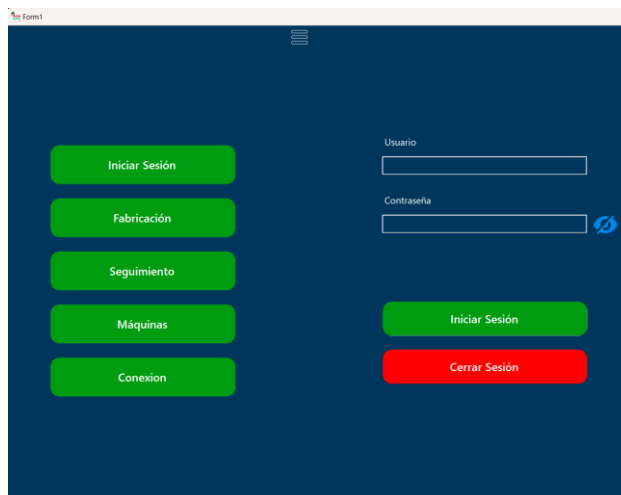 Form1
Iniciar Sesión
Fabricación
Seguimiento
Máquinas
Conexion
Usuario
Contraseña
Iniciar Sesión
Cerrar Sesión